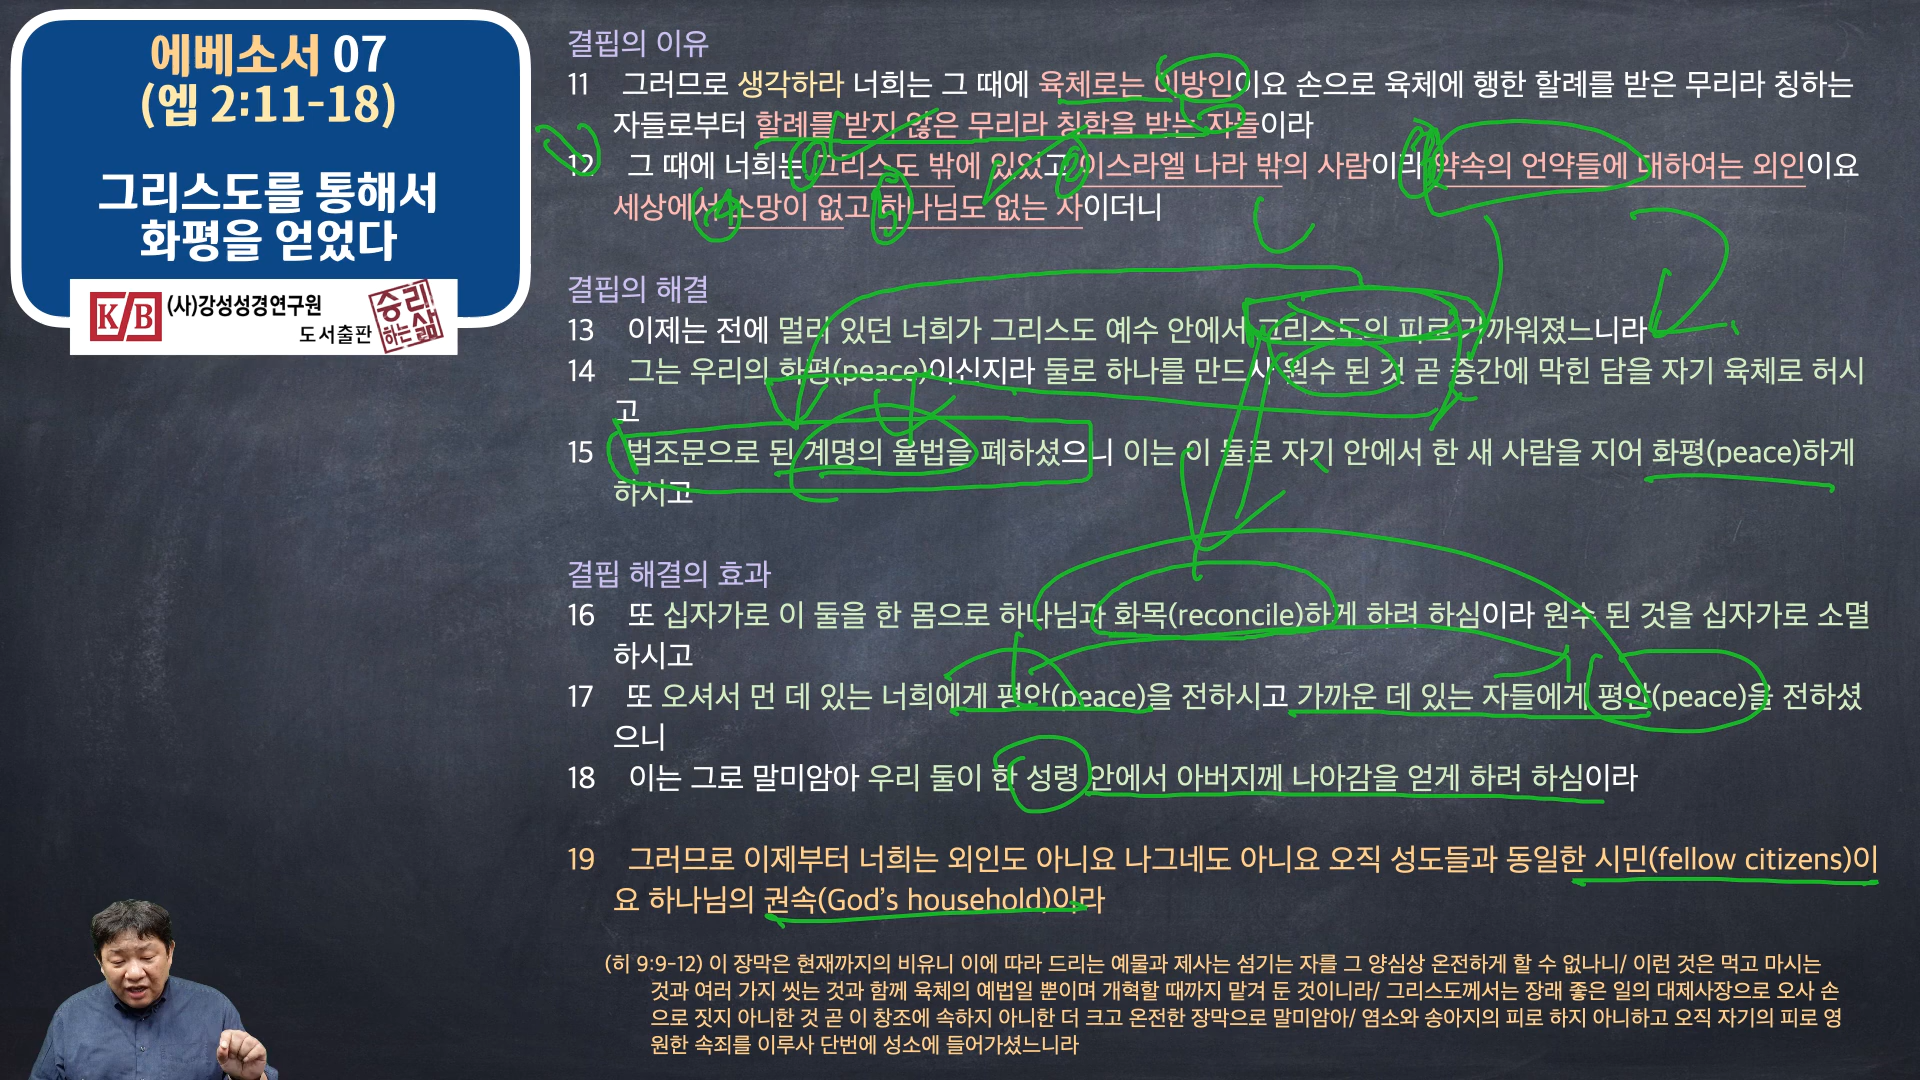 에베소서 07
(엡 2:11-18)
그리스도를 통해서
화평을 얻었다
K/B (사)강성성경연구원
도서출판 승리하는삶
결핍의 이유
11 그러므로 생각하라 너희는 그 때에 육체로는 이방인이요 손으로 육체에 행한 할례를 받은 무리라 칭하는
자들로부터 할례를 받지 않은 무리라 칭함을 받는 자들이라
12 그 때에 너희는 그리스도 밖에 있었고 이스라엘 나라 밖의 사람이라 약속의 언약들에 대하여는 외인이요
세상에서 소망이 없고 하나님도 없는 자이더니
결핍의 해결
13 이제는 전에 멀리 있던 너희가 그리스도 예수 안에서 그리스도의 피로 가까워졌느니라
14 그는 우리의 화평(peace)이신지라 둘로 하나를 만드사 원수 된 것 곧 중간에 막힌 담을 자기 육체로 허시
고
15 법조문으로 된 계명의 율법을 폐하셨으니 이는 이 둘로 자기 안에서 한 새 사람을 지어 화평(peace)하게
하시고
결핍 해결의 효과
16 또 십자가로 이 둘을 한 몸으로 하나님과 화목(reconcile)하게 하려 하심이라 원수 된 것을 십자가로 소멸
하시고
17 또 오셔서 먼 데 있는 너희에게 평안(peace)을 전하시고 가까운 데 있는 자들에게 평안(peace)을 전하셨
으니
18 이는 그로 말미암아 우리 둘이 한 성령 안에서 아버지께 나아감을 얻게 하려 하심이라
19 그러므로 이제부터 너희는 외인도 아니요 나그네도 아니요 오직 성도들과 동일한 시민(fellow citizens)이
요 하나님의 권속(God’s household)이라
(히 9:9-12) 이 장막은 현재까지의 비유니 이에 따라 드리는 예물과 제사는 섬기는 자를 그 양심상 온전하게 할 수 없나니/ 이런 것은 먹고 마시는
것과 여러 가지 씻는 것과 함께 육체의 예법일 뿐이며 개혁할 때까지 맡겨 둔 것이니라/ 그리스도께서는 장래 좋은 일의 대제사장으로 오사 손
으로 짓지 아니한 것 곧 이 창조에 속하지 아니한 더 크고 온전한 장막으로 말미암아/ 염소와 송아지의 피로 하지 아니하고 오직 자기의 피로 영
원한 속죄를 이루사 단번에 성소에 들어가셨느니라